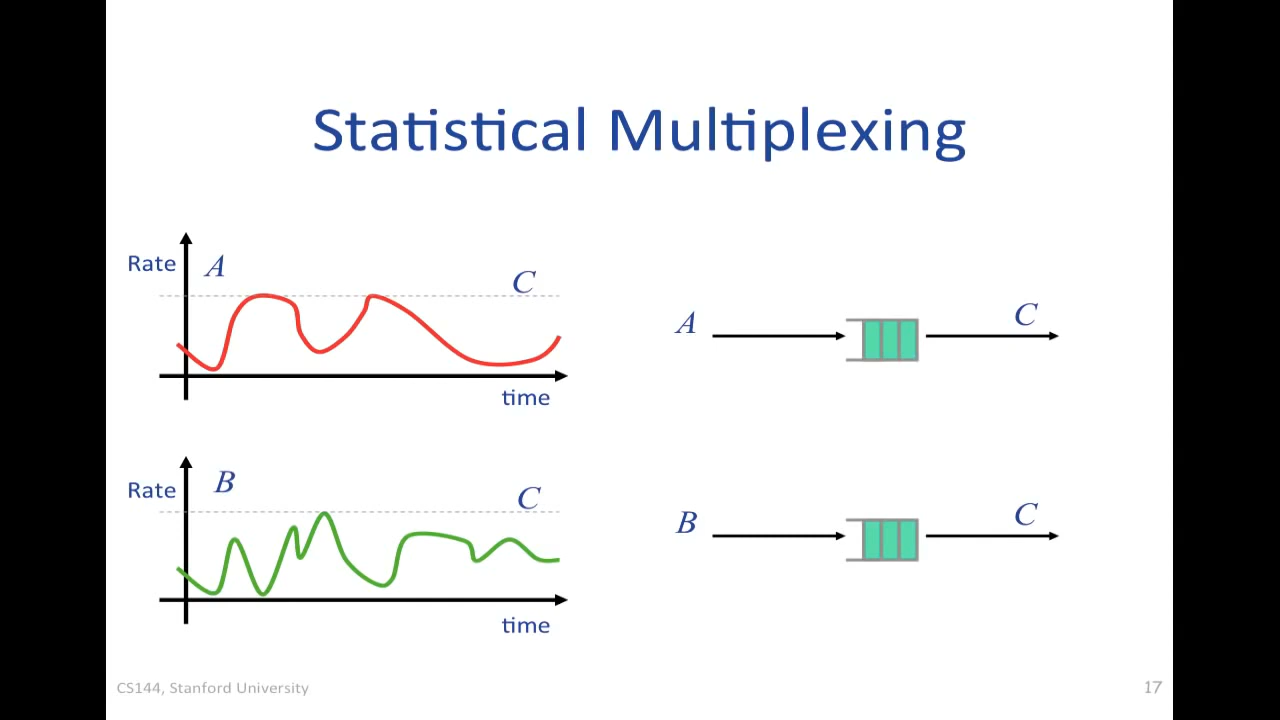 Statistical Multiplexing
Rate
A
C
time
A
C
Rate
B
C
time
B
C
CS144, Stanford University
17